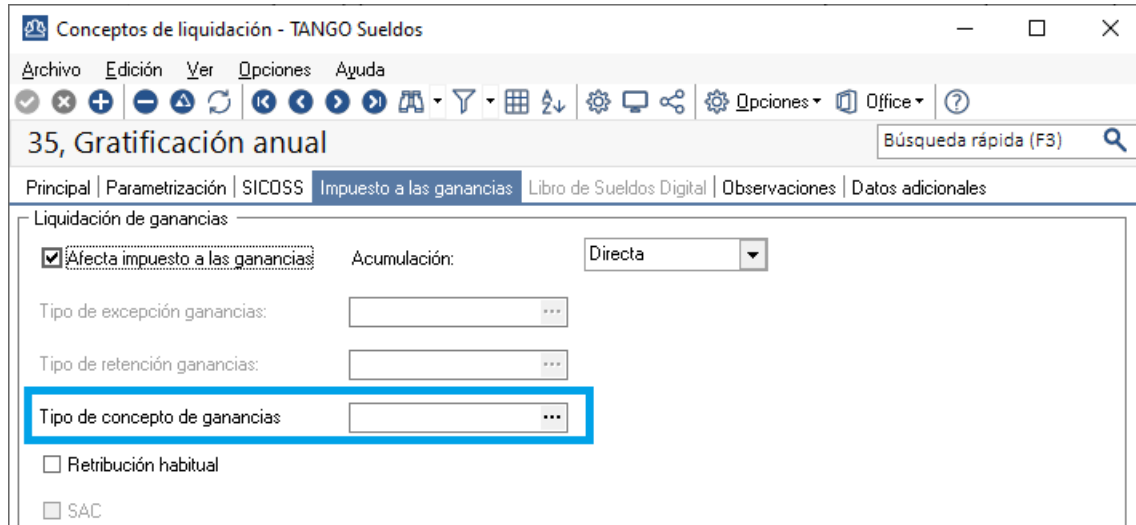 Conceptos de liquidación - TANGO Sueldos
Archivo Edición Ver Opciones Ayuda
Opciones Office
35, Gratificación anual
Búsqueda rápida (F3)
Principal Parametrización SICOSS Impuesto a las ganancias Libro de Sueldos Digital Observaciones Datos adicionales
Liquidación de ganancias
Afecta impuesto a las ganancias Acumulación: Directa
Tipo de excepción ganancias: ...
Tipo de retención ganancias: ...
Tipo de concepto de ganancias ...
Retribución habitual
SAC